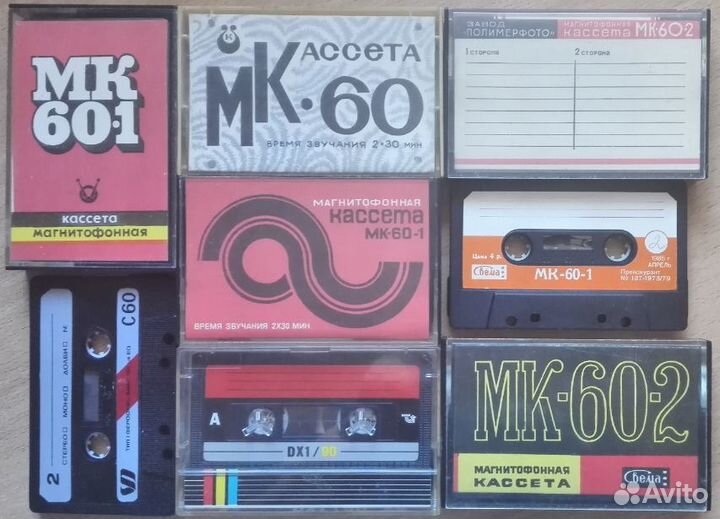 МК
60·1
кассета
магнитофонная
Кассета
МК·60
ВРЕМЯ ЗВУЧАНИЯ 2·30 МИН
ЗАВОД
«ПОЛИМЕРФОТО»
МАГНИТОФОННАЯ
кассета МК-60-2
1 СТОРОНА
2 СТОРОНА
МАГНИТОФОННАЯ
кассета
МК-60-1
ВРЕМЯ ЗВУЧАНИЯ 2X30 МИН
Цена 4 р.
Свема
МК-60-1
1985 г
АПРЕЛЬ
Прейскурант
№ 137-1978/79
2
СТЕРЕО
МОНО
ДОЛБИ
N
C60
A
DX1/90
МК-60-2
МАГНИТОФОННАЯ
КАССЕТА
Свема
Avito